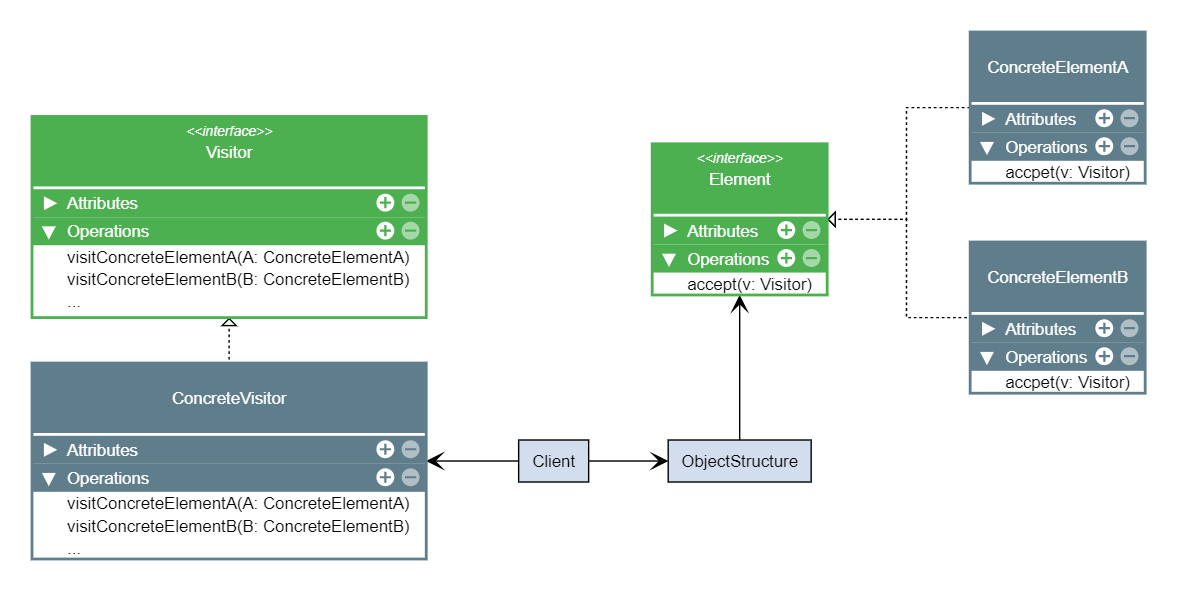 <<interface>>
Visitor
Attributes
Operations
visitConcreteElementA(A: ConcreteElementA)
visitConcreteElementB(B: ConcreteElementB)
...
ConcreteVisitor
Attributes
Operations
visitConcreteElementA(A: ConcreteElementA)
visitConcreteElementB(B: ConcreteElementB)
...
Client
ObjectStructure
<<interface>>
Element
Attributes
Operations
accept(v: Visitor)
ConcreteElementA
Attributes
Operations
accpet(v: Visitor)
ConcreteElementB
Attributes
Operations
accpet(v: Visitor)